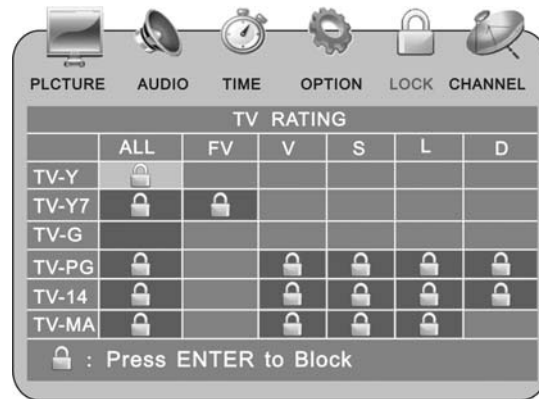 PLCTURE AUDIO TIME OPTION LOCK CHANNEL
TV RATING
ALL FV V S L D
TV-Y
TV-Y7
TV-G
TV-PG
TV-14
TV-MA
: Press ENTER to Block